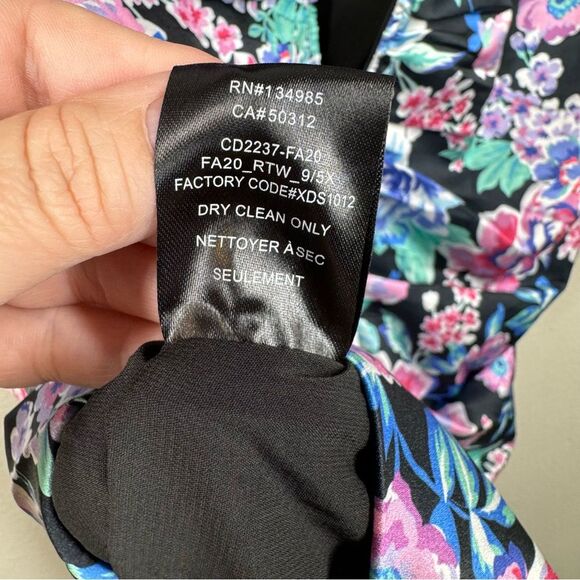 RN#134985
CA#50312
CD2237-FA20
FA20_RTW_9/5X
FACTORY CODE#XDS1012
DRY CLEAN ONLY
NETTOYER À SEC
SEULEMENT